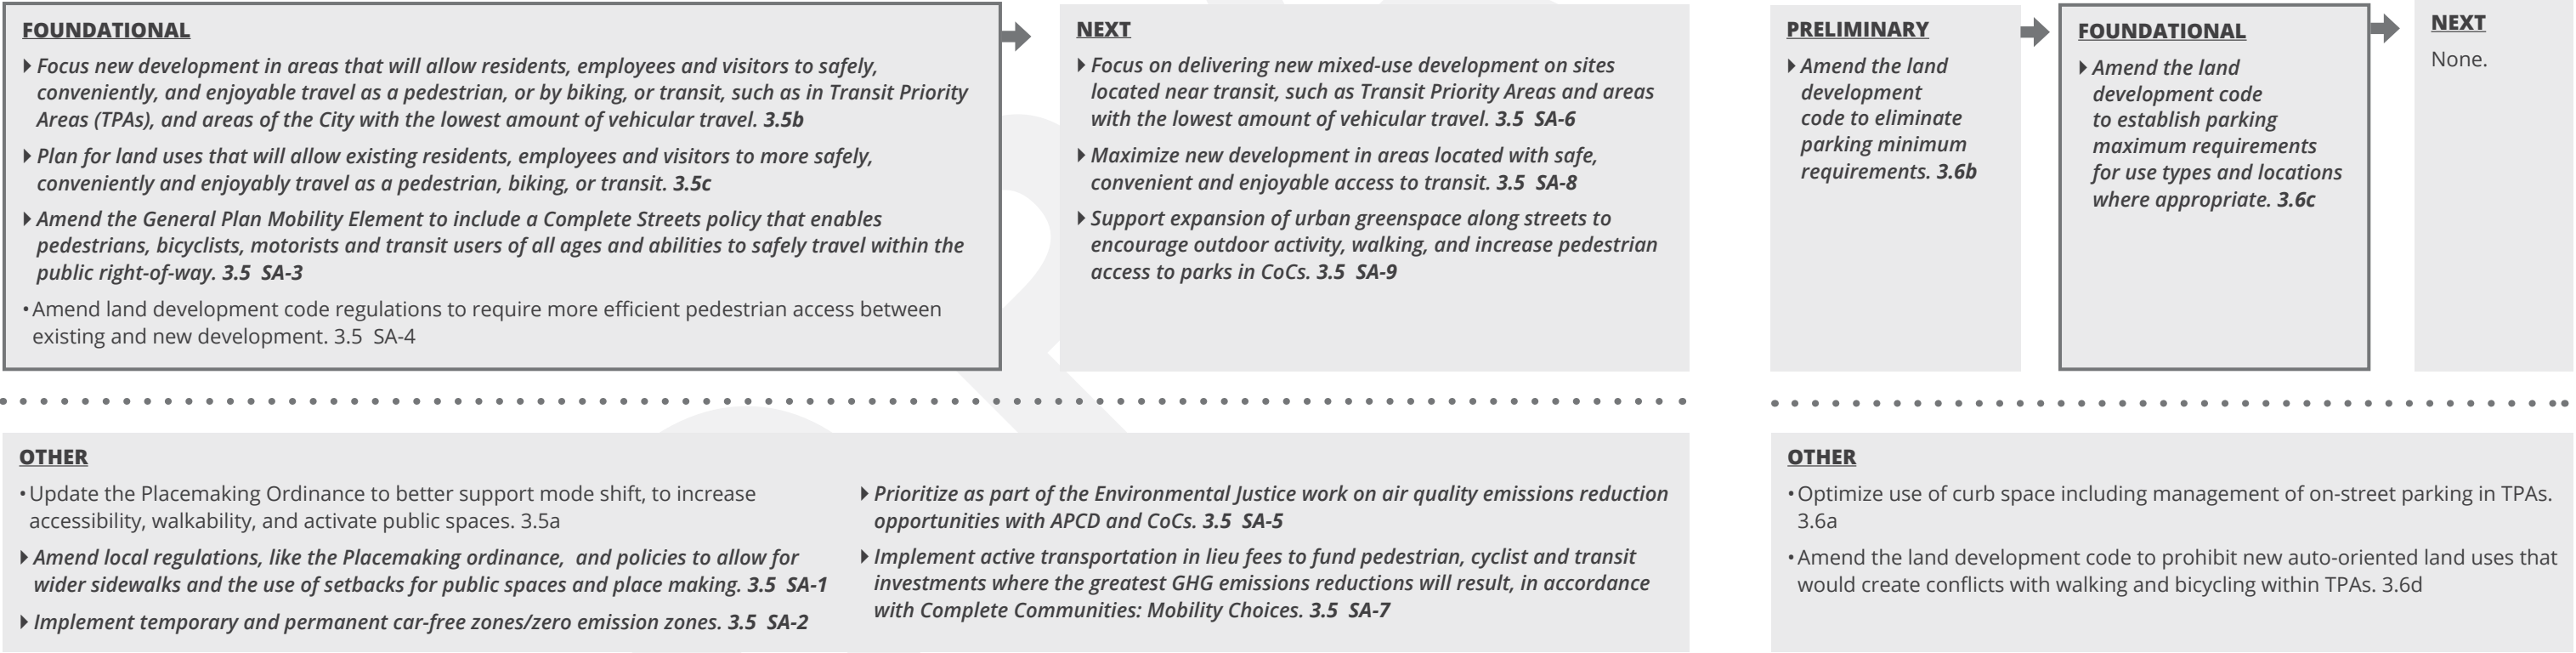 FOUNDATIONAL
Focus new development in areas that will allow residents, employees and visitors to safely,
conveniently, and enjoyable travel as a pedestrian, or by biking, or transit, such as in Transit Priority
Areas (TPAs), and areas of the City with the lowest amount of vehicular travel. 3.5b
Plan for land uses that will allow existing residents, employees and visitors to more safely,
conveniently and enjoyably travel as a pedestrian, biking, or transit. 3.5c
Amend the General Plan Mobility Element to include a Complete Streets policy that enables
pedestrians, bicyclists, motorists and transit users of all ages and abilities to safely travel within the
public right-of-way. 3.5 SA-3
• Amend land development code regulations to require more efficient pedestrian access between
existing and new development. 3.5 SA-4
NEXT
Focus on delivering new mixed-use development on sites
located near transit, such as Transit Priority Areas and areas
with the lowest amount of vehicular travel. 3.5 SA-6
Maximize new development in areas located with safe,
convenient and enjoyable access to transit. 3.5 SA-8
Support expansion of urban greenspace along streets to
encourage outdoor activity, walking, and increase pedestrian
access to parks in CoCs. 3.5 SA-9
OTHER
• Update the Placemaking Ordinance to better support mode shift, to increase
accessibility, walkability, and activate public spaces. 3.5a
Amend local regulations, like the Placemaking ordinance, and policies to allow for
wider sidewalks and the use of setbacks for public spaces and place making. 3.5 SA-1
Implement temporary and permanent car-free zones/zero emission zones. 3.5 SA-2
Prioritize as part of the Environmental Justice work on air quality emissions reduction
opportunities with APCD and CoCs. 3.5 SA-5
Implement active transportation in lieu fees to fund pedestrian, cyclist and transit
investments where the greatest GHG emissions reductions will result, in accordance
with Complete Communities: Mobility Choices. 3.5 SA-7
PRELIMINARY
Amend the land
development
code to eliminate
parking minimum
requirements. 3.6b
FOUNDATIONAL
Amend the land
development code
to establish parking
maximum requirements
for use types and locations
where appropriate. 3.6c
NEXT
None.
OTHER
• Optimize use of curb space including management of on-street parking in TPAs.
3.6a
• Amend the land development code to prohibit new auto-oriented land uses that
would create conflicts with walking and bicycling within TPAs. 3.6d